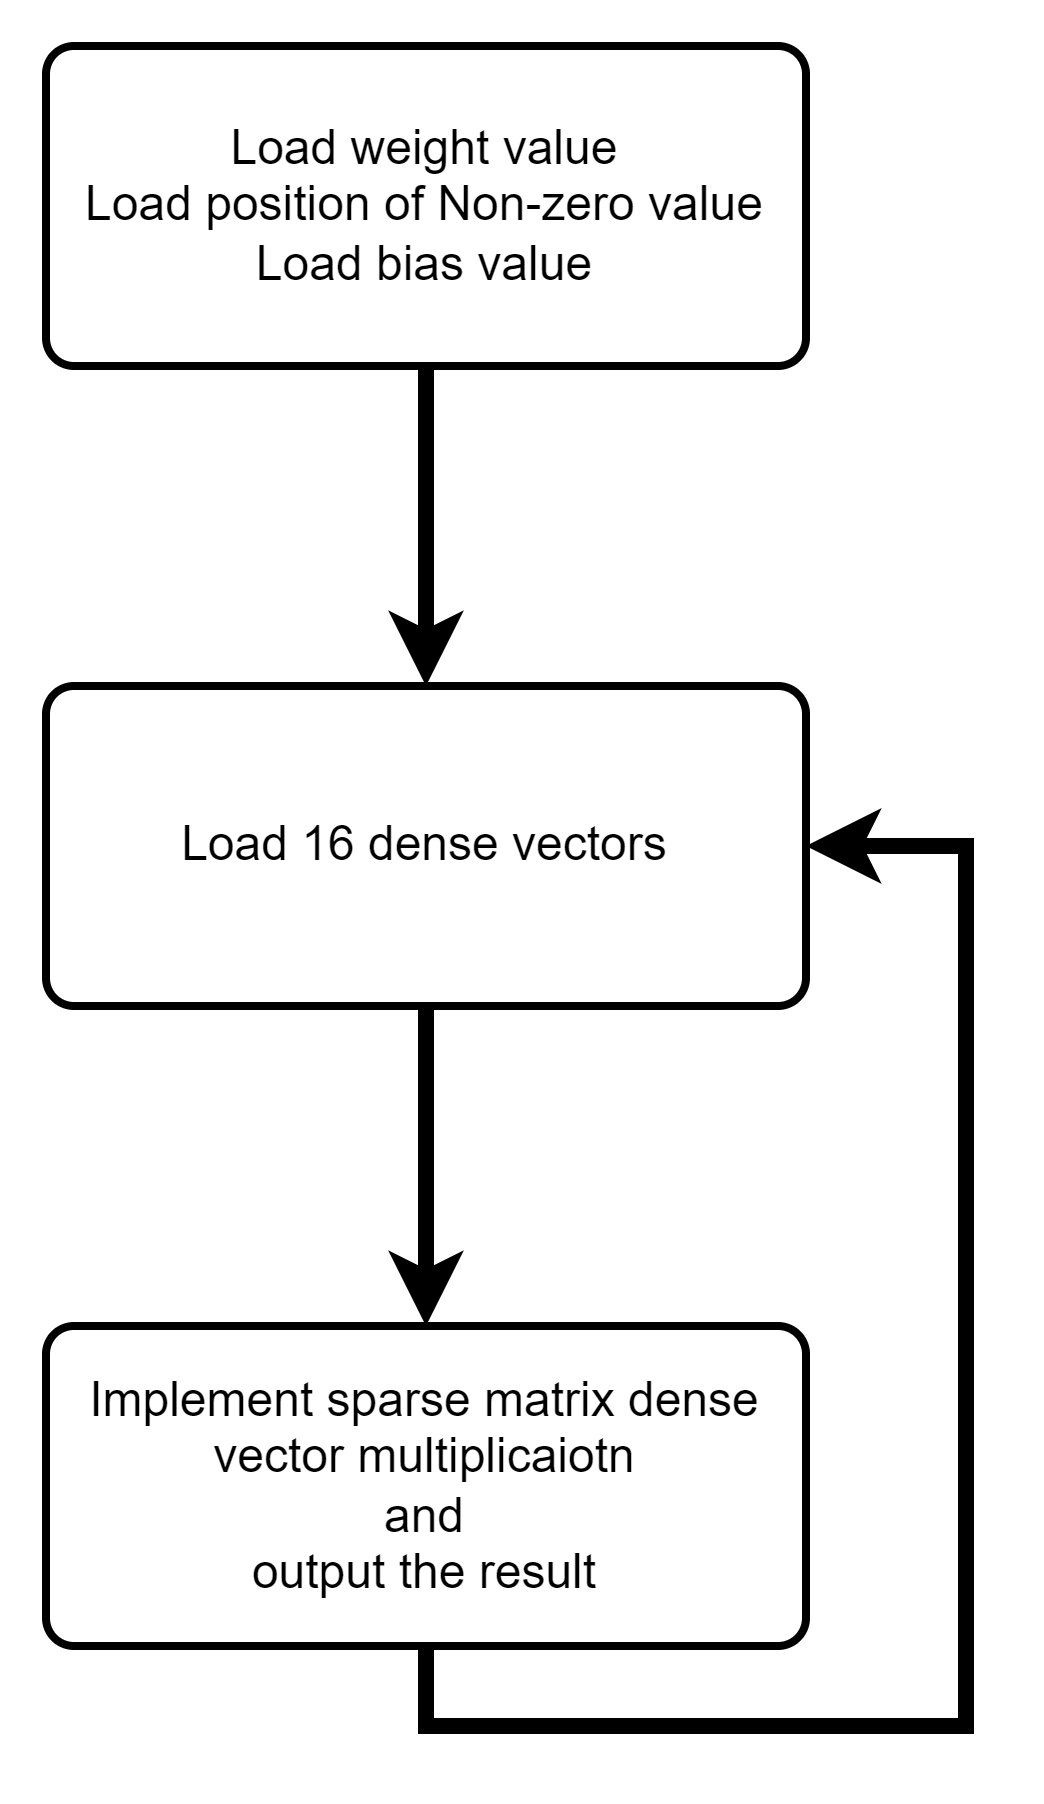 Load weight value
Load position of Non-zero value
Load bias value
Load 16 dense vectors
Implement sparse matrix dense
vector multiplicaiotn
and
output the result